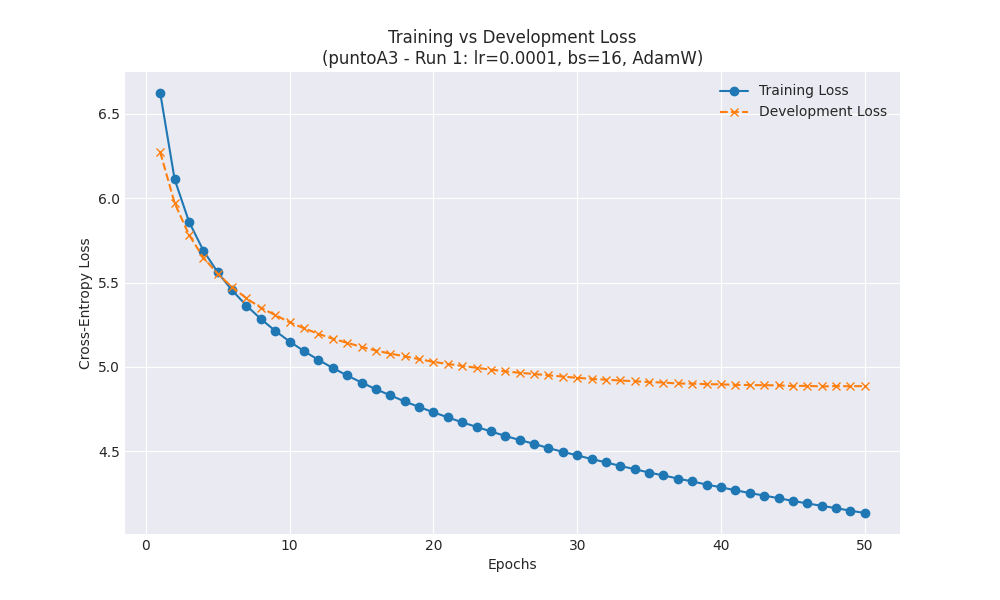 Training vs Development Loss
(puntoA3 - Run 1: lr=0.0001, bs=16, AdamW)
Training Loss
Development Loss
Cross-Entropy Loss
6.5
6.0
5.5
5.0
4.5
0 10 20 30 40 50
Epochs